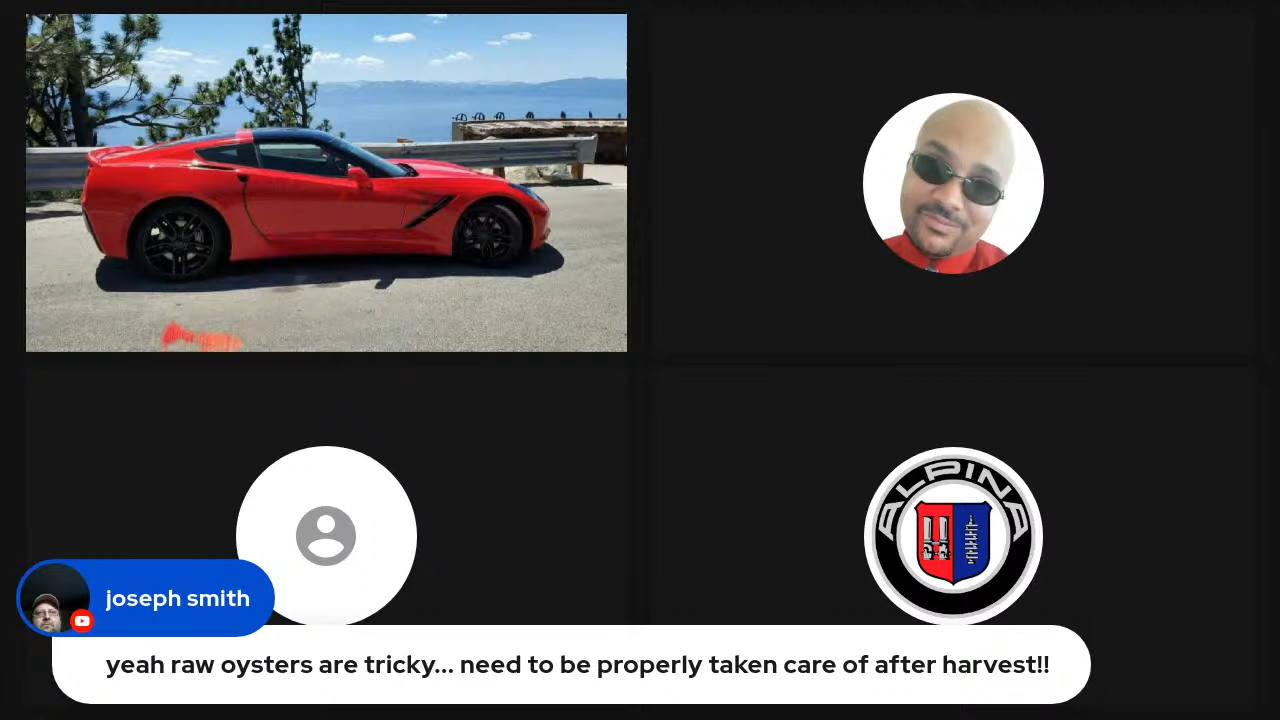 ALPINA
joseph smith
yeah raw oysters are tricky... need to be properly taken care of after harvest!!